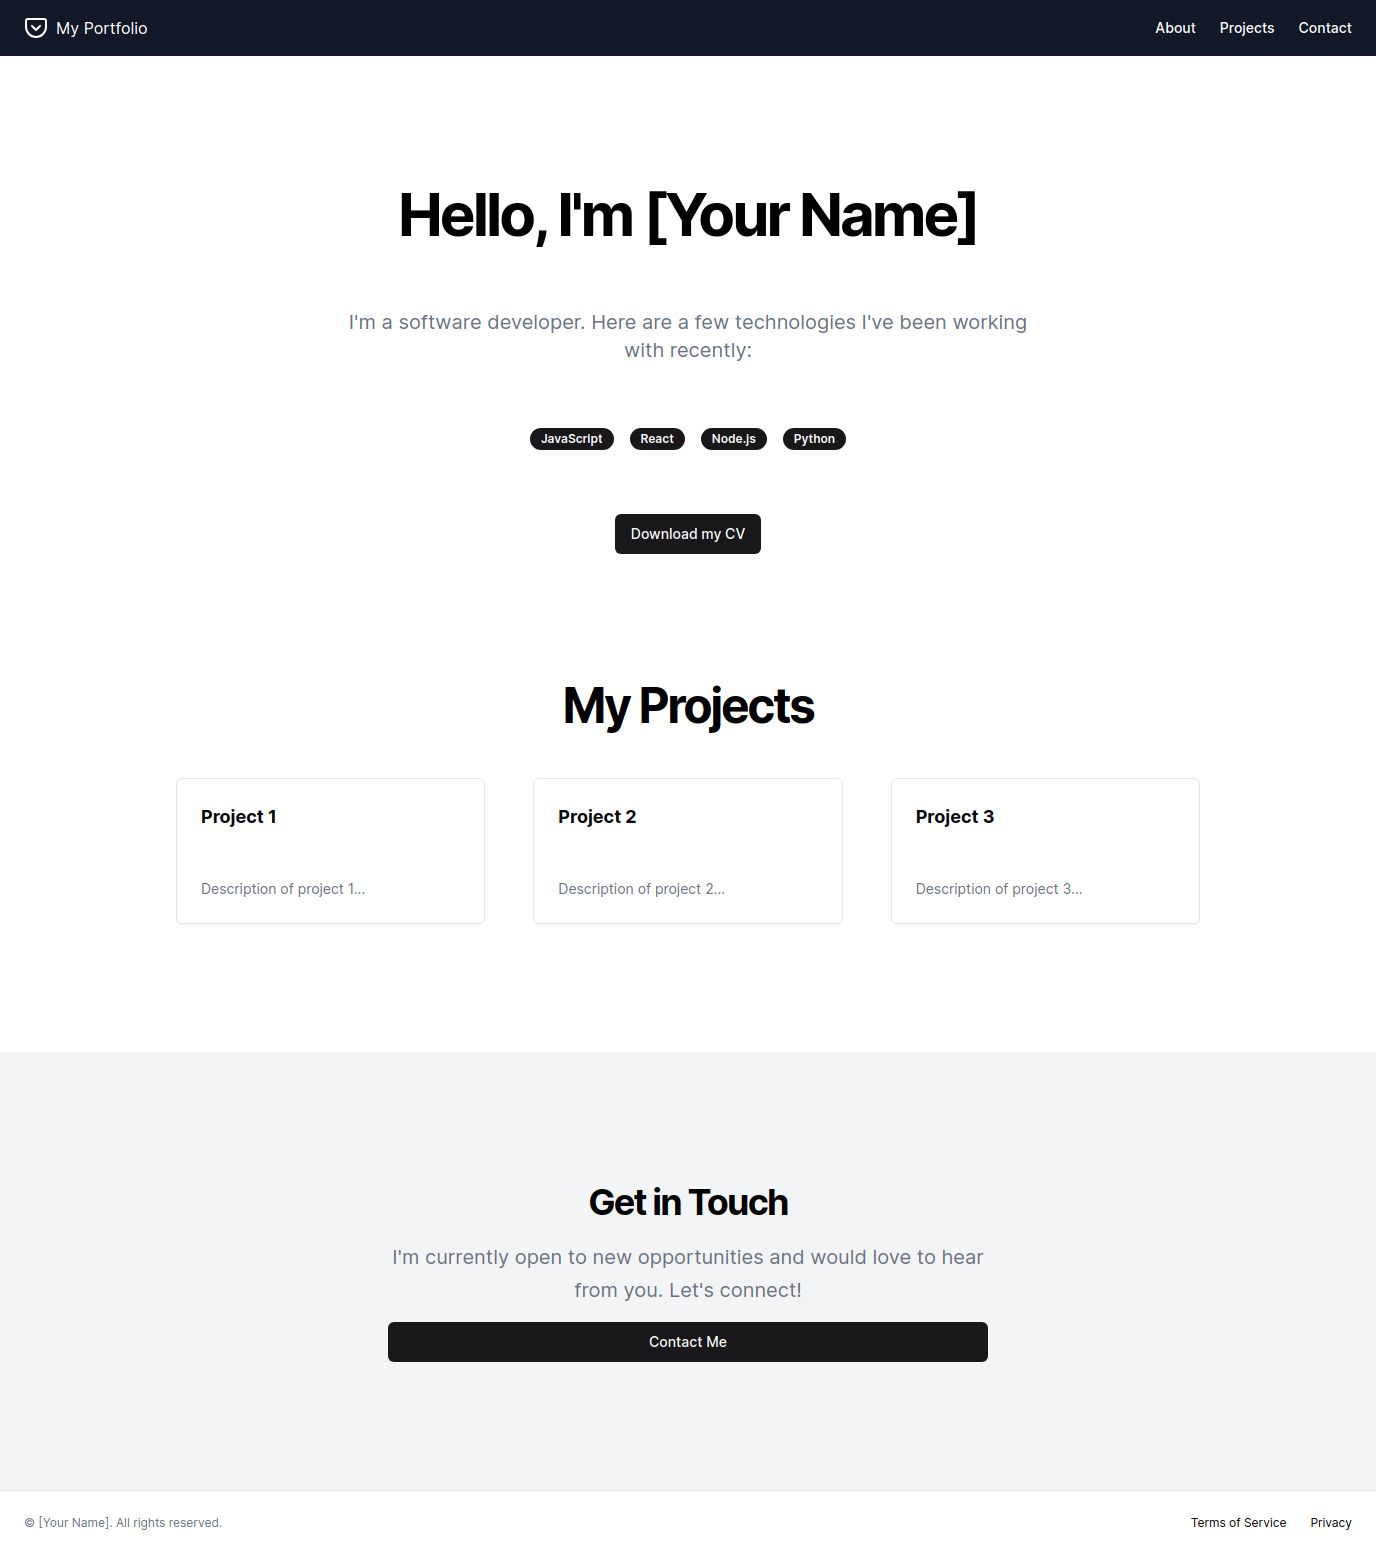 My Portfolio
About Projects Contact
Hello, I'm [Your Name]
I'm a software developer. Here are a few technologies I've been working
with recently:
JavaScript React Node.js Python
Download my CV
My Projects
Project 1 Project 2 Project 3
Description of project 1... Description of project 2... Description of project 3...
Get in Touch
I'm currently open to new opportunities and would love to hear
from you. Let's connect!
Contact Me
© [Your Name]. All rights reserved.
Terms of Service Privacy